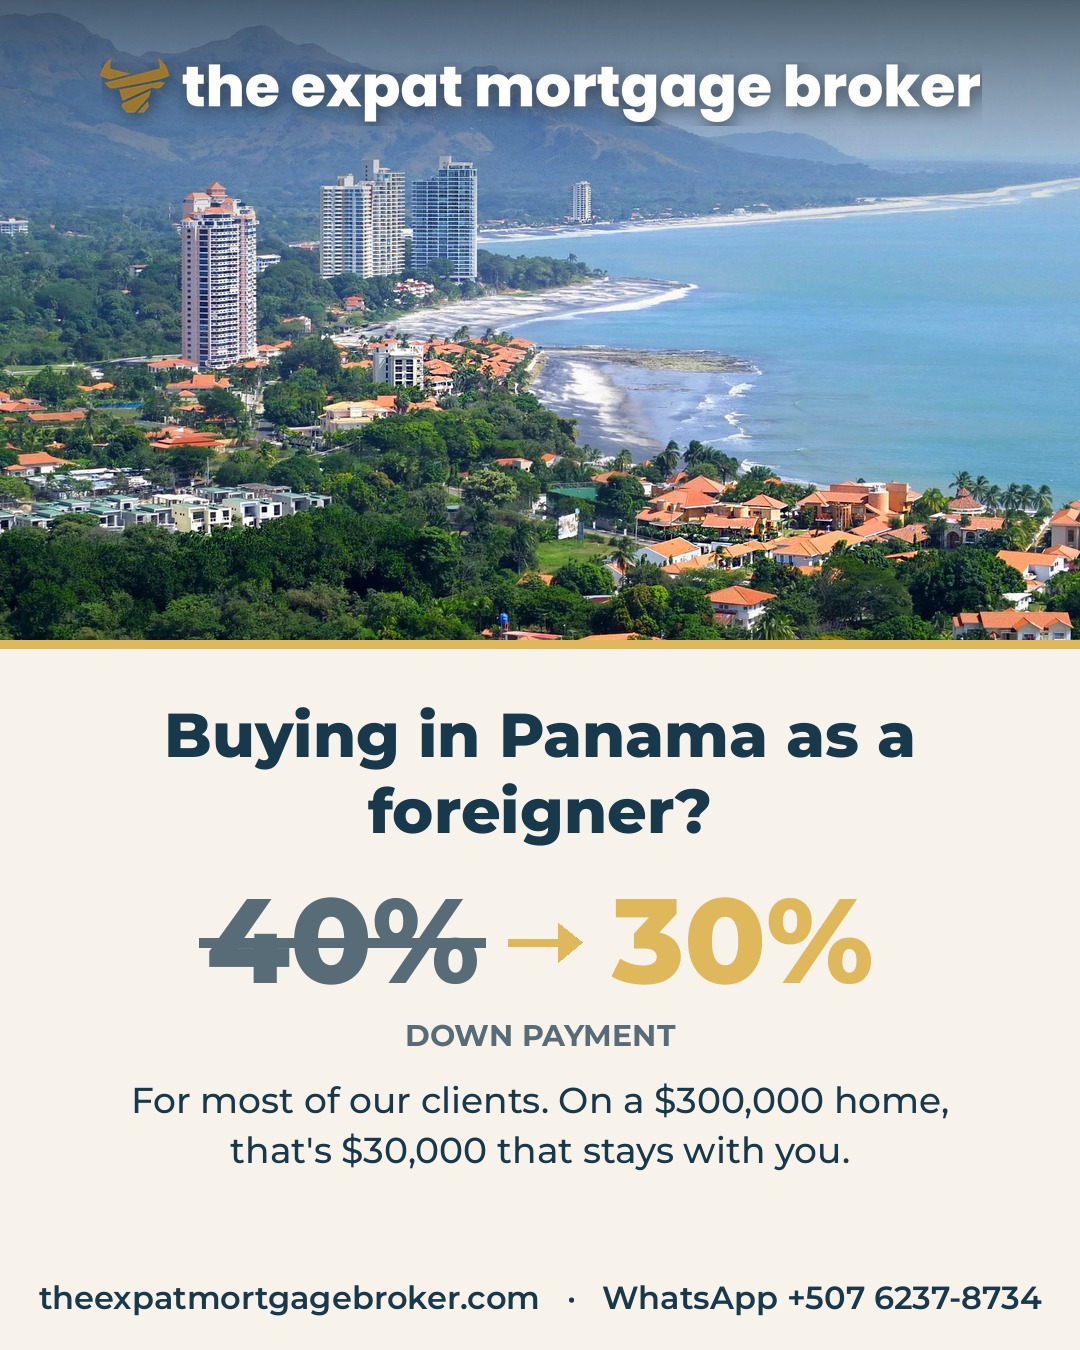 the expat mortgage broker
Buying in Panama as a
foreigner?
40% → 30%
DOWN PAYMENT
For most of our clients. On a $300,000 home,
that's $30,000 that stays with you.
theexpatmortgagebroker.com · WhatsApp +507 6237-8734